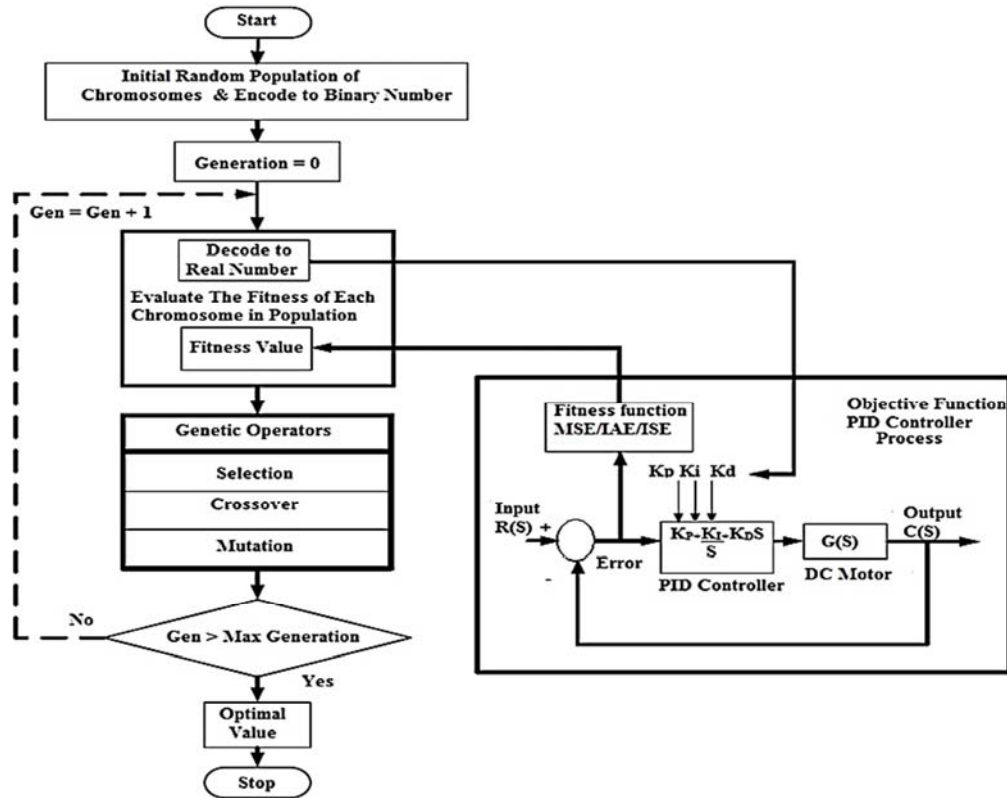 Start
Initial Random Population of
Chromosomes & Encode to Binary Number
Generation = 0
Gen = Gen + 1
Decode to
Real Number
Evaluate The Fitness of Each
Chromosome in Population
Fitness Value
Genetic Operators
Selection
Crossover
Mutation
No
Gen > Max Generation
Yes
Optimal
Value
Stop
Fitness function
MSE/IAE/ISE
Objective Function
PID Controller
Process
Kp Ki Kd
Input
R(S) +
-
Error
KP+KI+KDS
S
PID Controller
G(S)
DC Motor
Output
C(S)